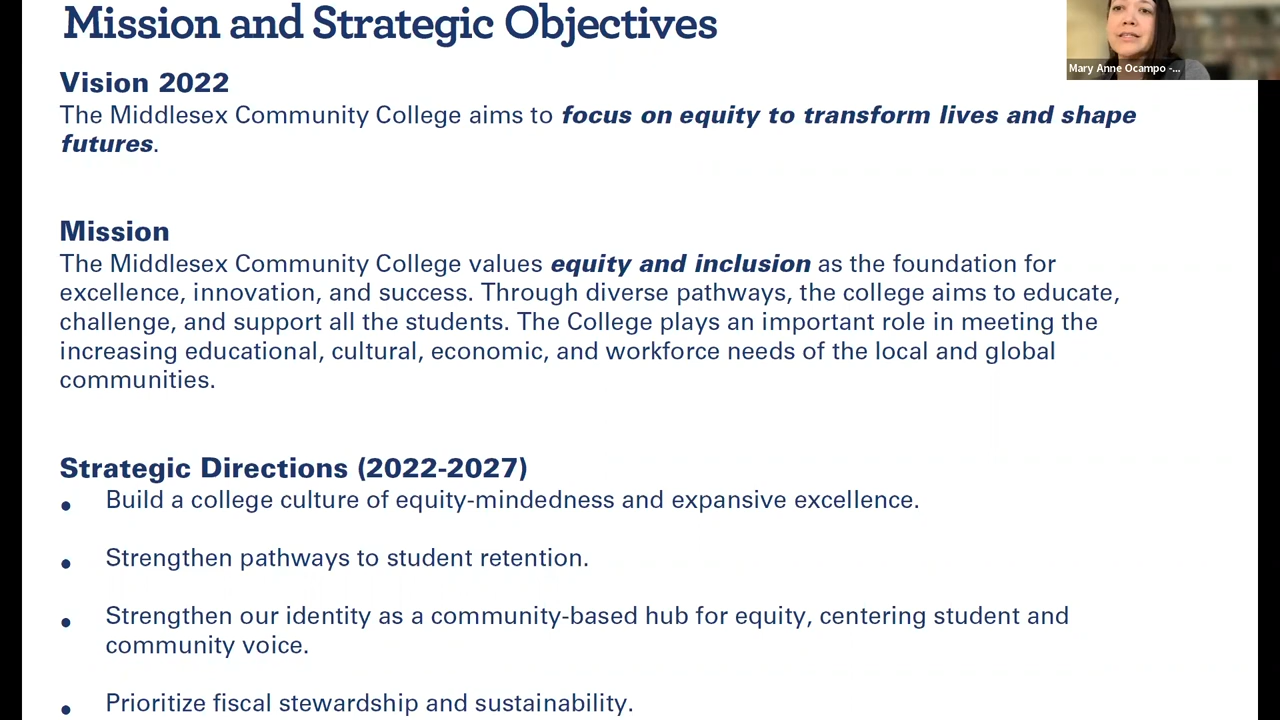 Mission and Strategic Objectives
Mary Anne Ocampo -...
Vision 2022
The Middlesex Community College aims to focus on equity to transform lives and shape
futures.
Mission
The Middlesex Community College values equity and inclusion as the foundation for
excellence, innovation, and success. Through diverse pathways, the college aims to educate,
challenge, and support all the students. The College plays an important role in meeting the
increasing educational, cultural, economic, and workforce needs of the local and global
communities.
Strategic Directions (2022-2027)
• Build a college culture of equity-mindedness and expansive excellence.
• Strengthen pathways to student retention.
• Strengthen our identity as a community-based hub for equity, centering student and
community voice.
• Prioritize fiscal stewardship and sustainability.